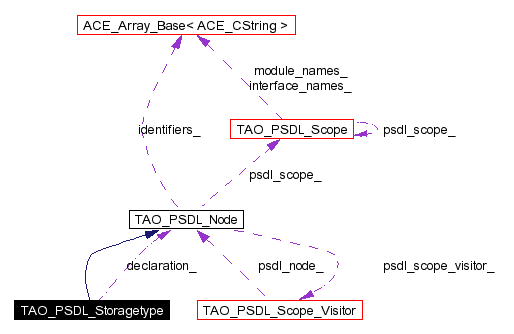 ACE_Array_Base< ACE_CString >
module_names_
interface_names_
identifiers_
TAO_PSDL_Scope
psdl_scope_
psdl_scope_
TAO_PSDL_Node
declaration_
psdl_node_
psdl_scope_visitor_
TAO_PSDL_Storagetype
TAO_PSDL_Scope_Visitor